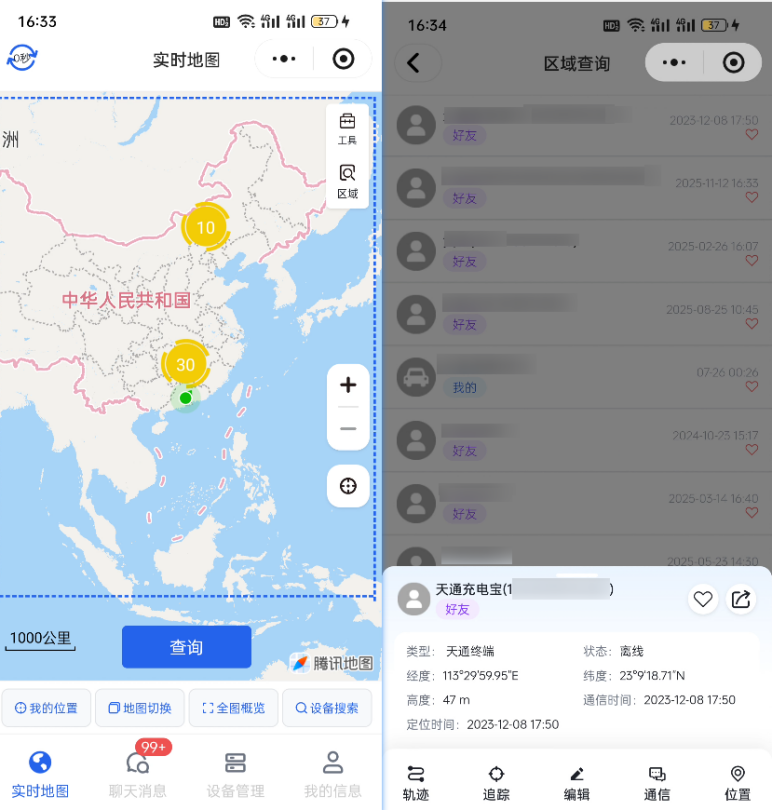 16:33
HD
4G
4G
37
0秒
实时地图
洲
工具
区域
10
中华人民共和国
30
1000公里
查询
腾讯地图
我的位置
地图切换
全图概览
设备搜索
99+
实时地图
聊天消息
设备管理
我的信息
16:34
HD
4G
4G
37
区域查询
2023-12-08 17:50
好友
2025-11-12 16:33
好友
2025-02-26 16:07
好友
2025-08-25 10:45
好友
07-26 00:26
我的
2024-10-23 15:17
好友
2025-03-14 16:40
好友
2025-05-23 14:30
天通充电宝(1 )
好友
类型: 天通终端
状态: 离线
经度: 113°29′59.95″E
纬度: 23°9′18.71″N
高度: 47 m
通信时间: 2023-12-08 17:50
定位时间: 2023-12-08 17:50
轨迹
追踪
编辑
通信
位置